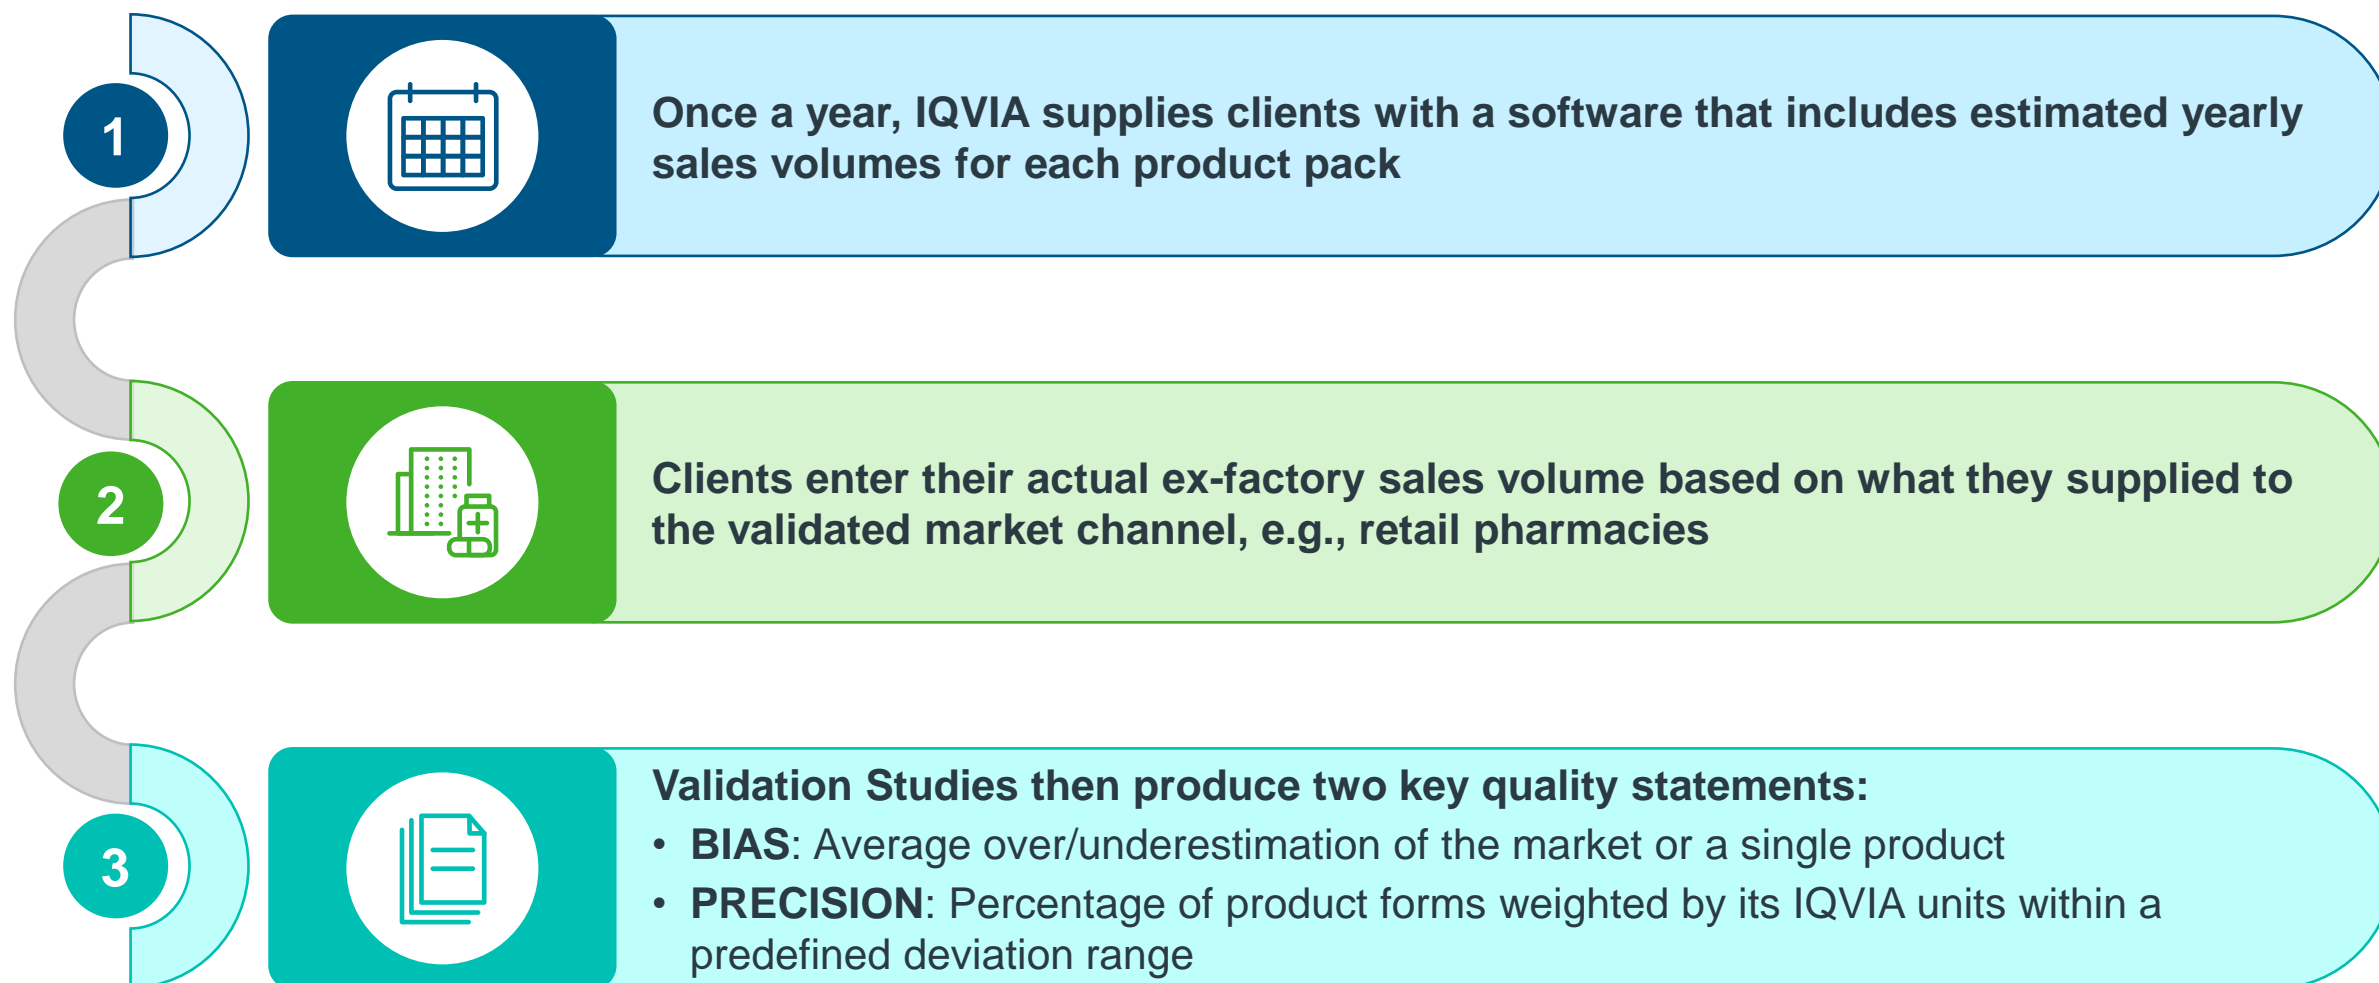 1
Once a year, IQVIA supplies clients with a software that includes estimated yearly
sales volumes for each product pack
2
Clients enter their actual ex-factory sales volume based on what they supplied to
the validated market channel, e.g., retail pharmacies
3
Validation Studies then produce two key quality statements:
• BIAS: Average over/underestimation of the market or a single product
• PRECISION: Percentage of product forms weighted by its IQVIA units within a
predefined deviation range